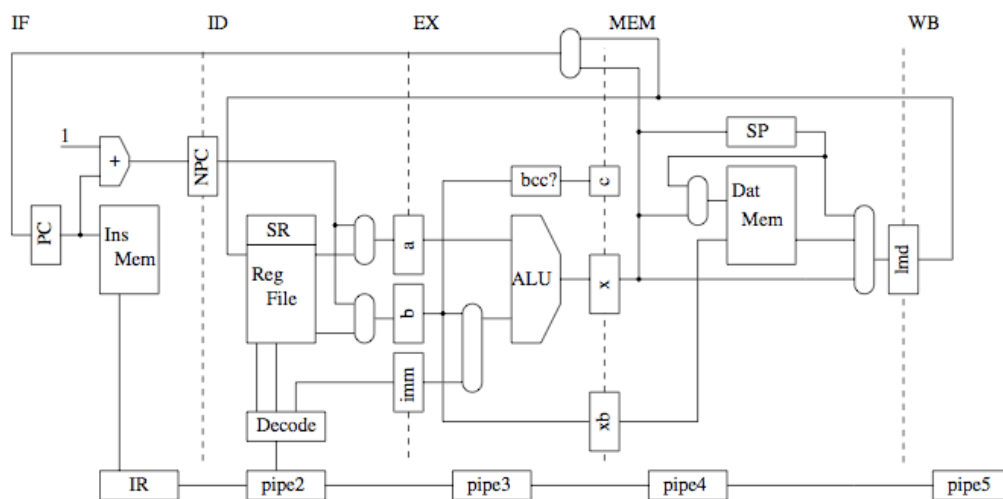 IF ID EX MEM WB
1
+
NPC
SP
bcc?
c
PC
Ins
Mem
SR
Reg
File
a
Dat
Mem
ALU
x
lmd
b
imm
Decode
xb
IR pipe2 pipe3 pipe4 pipe5